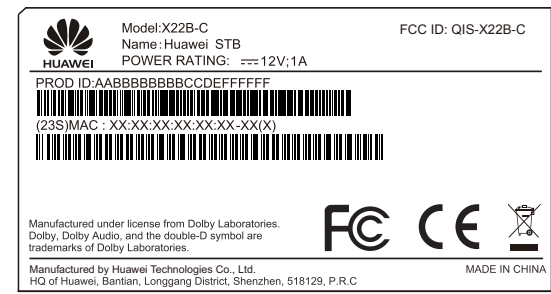 HUAWEI
Model:X22B-C
Name:Huawei STB
POWER RATING: ⎓12V;1A
FCC ID: QIS-X22B-C
PROD ID:AABBBBBBBBCCDEFFFFFF
(23S)MAC : XX:XX:XX:XX:XX:XX-XX(X)
Manufactured under license from Dolby Laboratories.
Dolby, Dolby Audio, and the double-D symbol are
trademarks of Dolby Laboratories.
FC CE
Manufactured by Huawei Technologies Co., Ltd.
HQ of Huawei, Bantian, Longgang District, Shenzhen, 518129, P.R.C
MADE IN CHINA